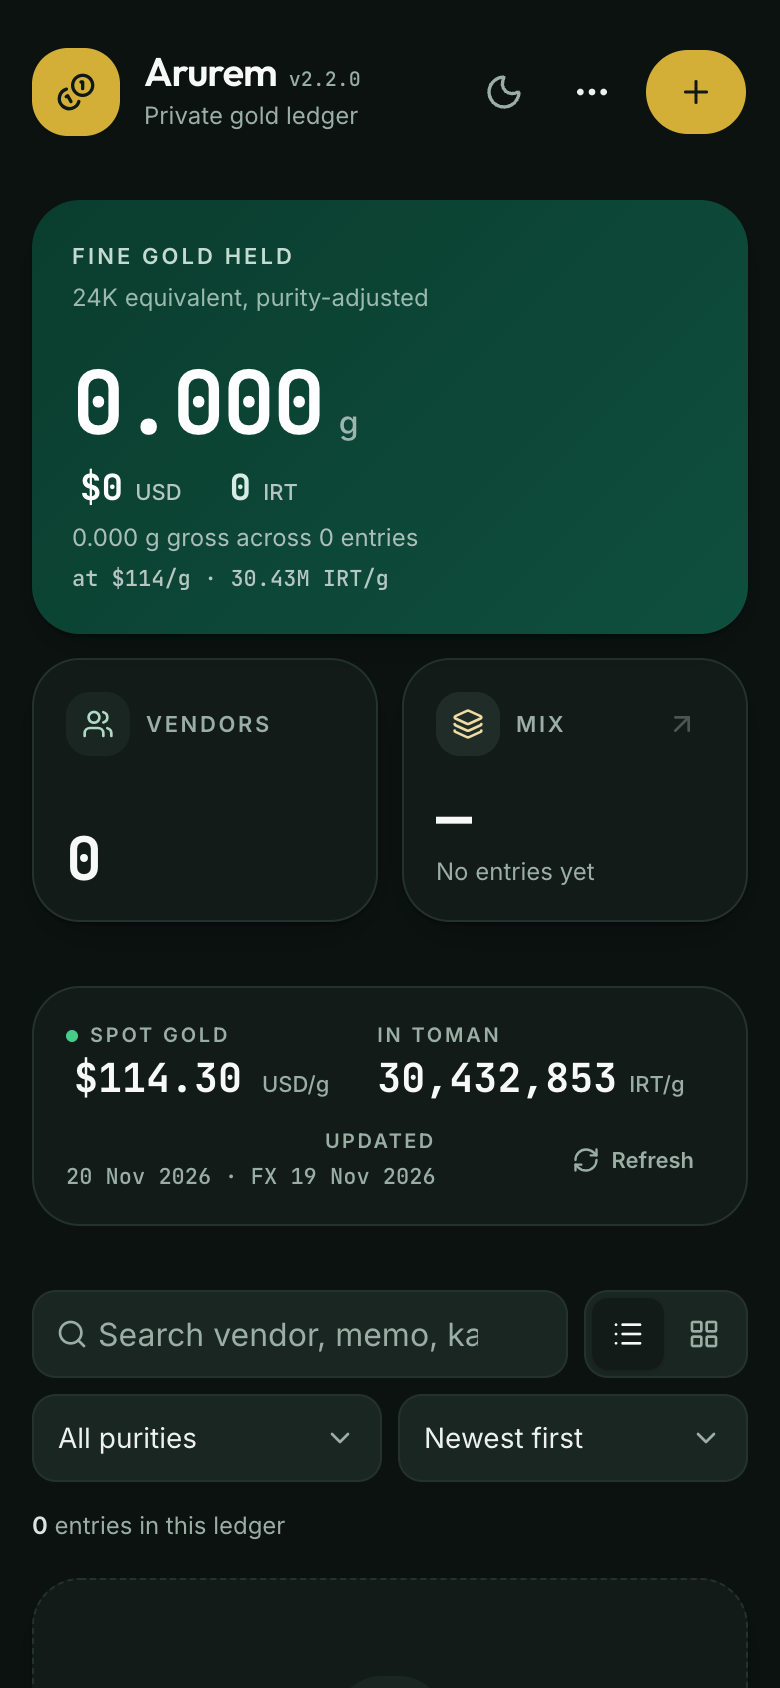 Arurem v2.2.0
Private gold ledger
FINE GOLD HELD
24K equivalent, purity-adjusted
0.000 g
$0 USD 0 IRT
0.000 g gross across 0 entries
at $114/g · 30.43M IRT/g
VENDORS
0
MIX
—
No entries yet
SPOT GOLD
$114.30 USD/g
IN TOMAN
30,432,853 IRT/g
UPDATED
20 Nov 2026 · FX 19 Nov 2026
Refresh
Search vendor, memo, ka
All purities
Newest first
0 entries in this ledger